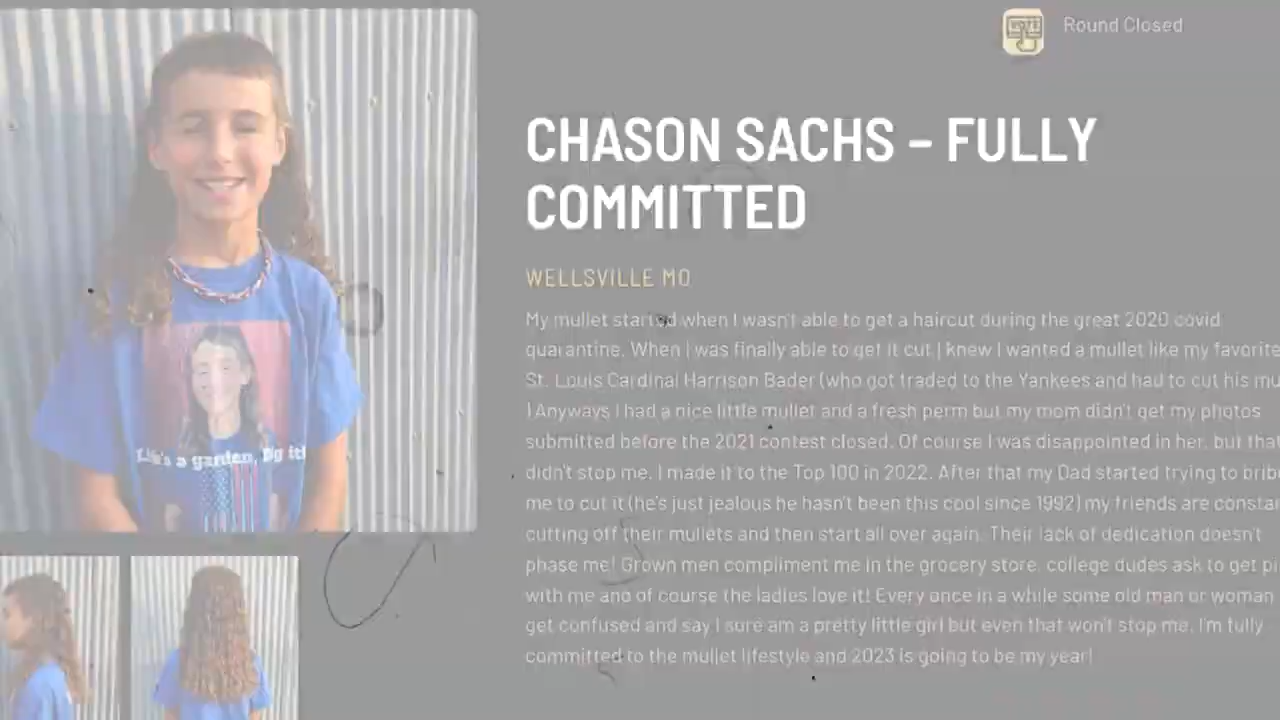 VOTE
Round Closed
CHASON SACHS – FULLY
COMMITTED
WELLSVILLE MO
My mullet started when I wasn't able to get a haircut during the great 2020 covid
quarantine. When I was finally able to get it cut I knew I wanted a mullet like my favorite
St. Louis Cardinal Harrison Bader (who got traded to the Yankees and had to cut his mu
) Anyways I had a nice little mullet and a fresh perm but my mom didn't get my photos
submitted before the 2021 contest closed. Of course I was disappointed in her, but that
didn't stop me. I made it to the Top 100 in 2022. After that my Dad started trying to brib
me to cut it (he's just jealous he hasn't been this cool since 1992) my friends are constan
cutting off their mullets and then start all over again. Their lack of dedication doesn't
phase me! Grown men compliment me in the grocery store, college dudes ask to get pi
with me and of course the ladies love it! Every once in a while some old man or woman
get confused and say I sure am a pretty little girl but even that won't stop me. I'm fully
committed to the mullet lifestyle and 2023 is going to be my year!
Life's a garden, Dig it!